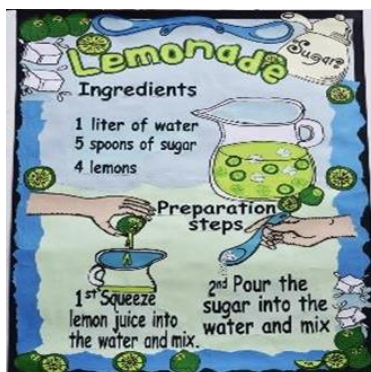 Sugar
Lemonade
Ingredients
1 liter of water
5 spoons of sugar
4 lemons
Preparation
steps
1st Squeeze
lemon juice into
the water and mix.
2nd Pour the
sugar into the
water and mix